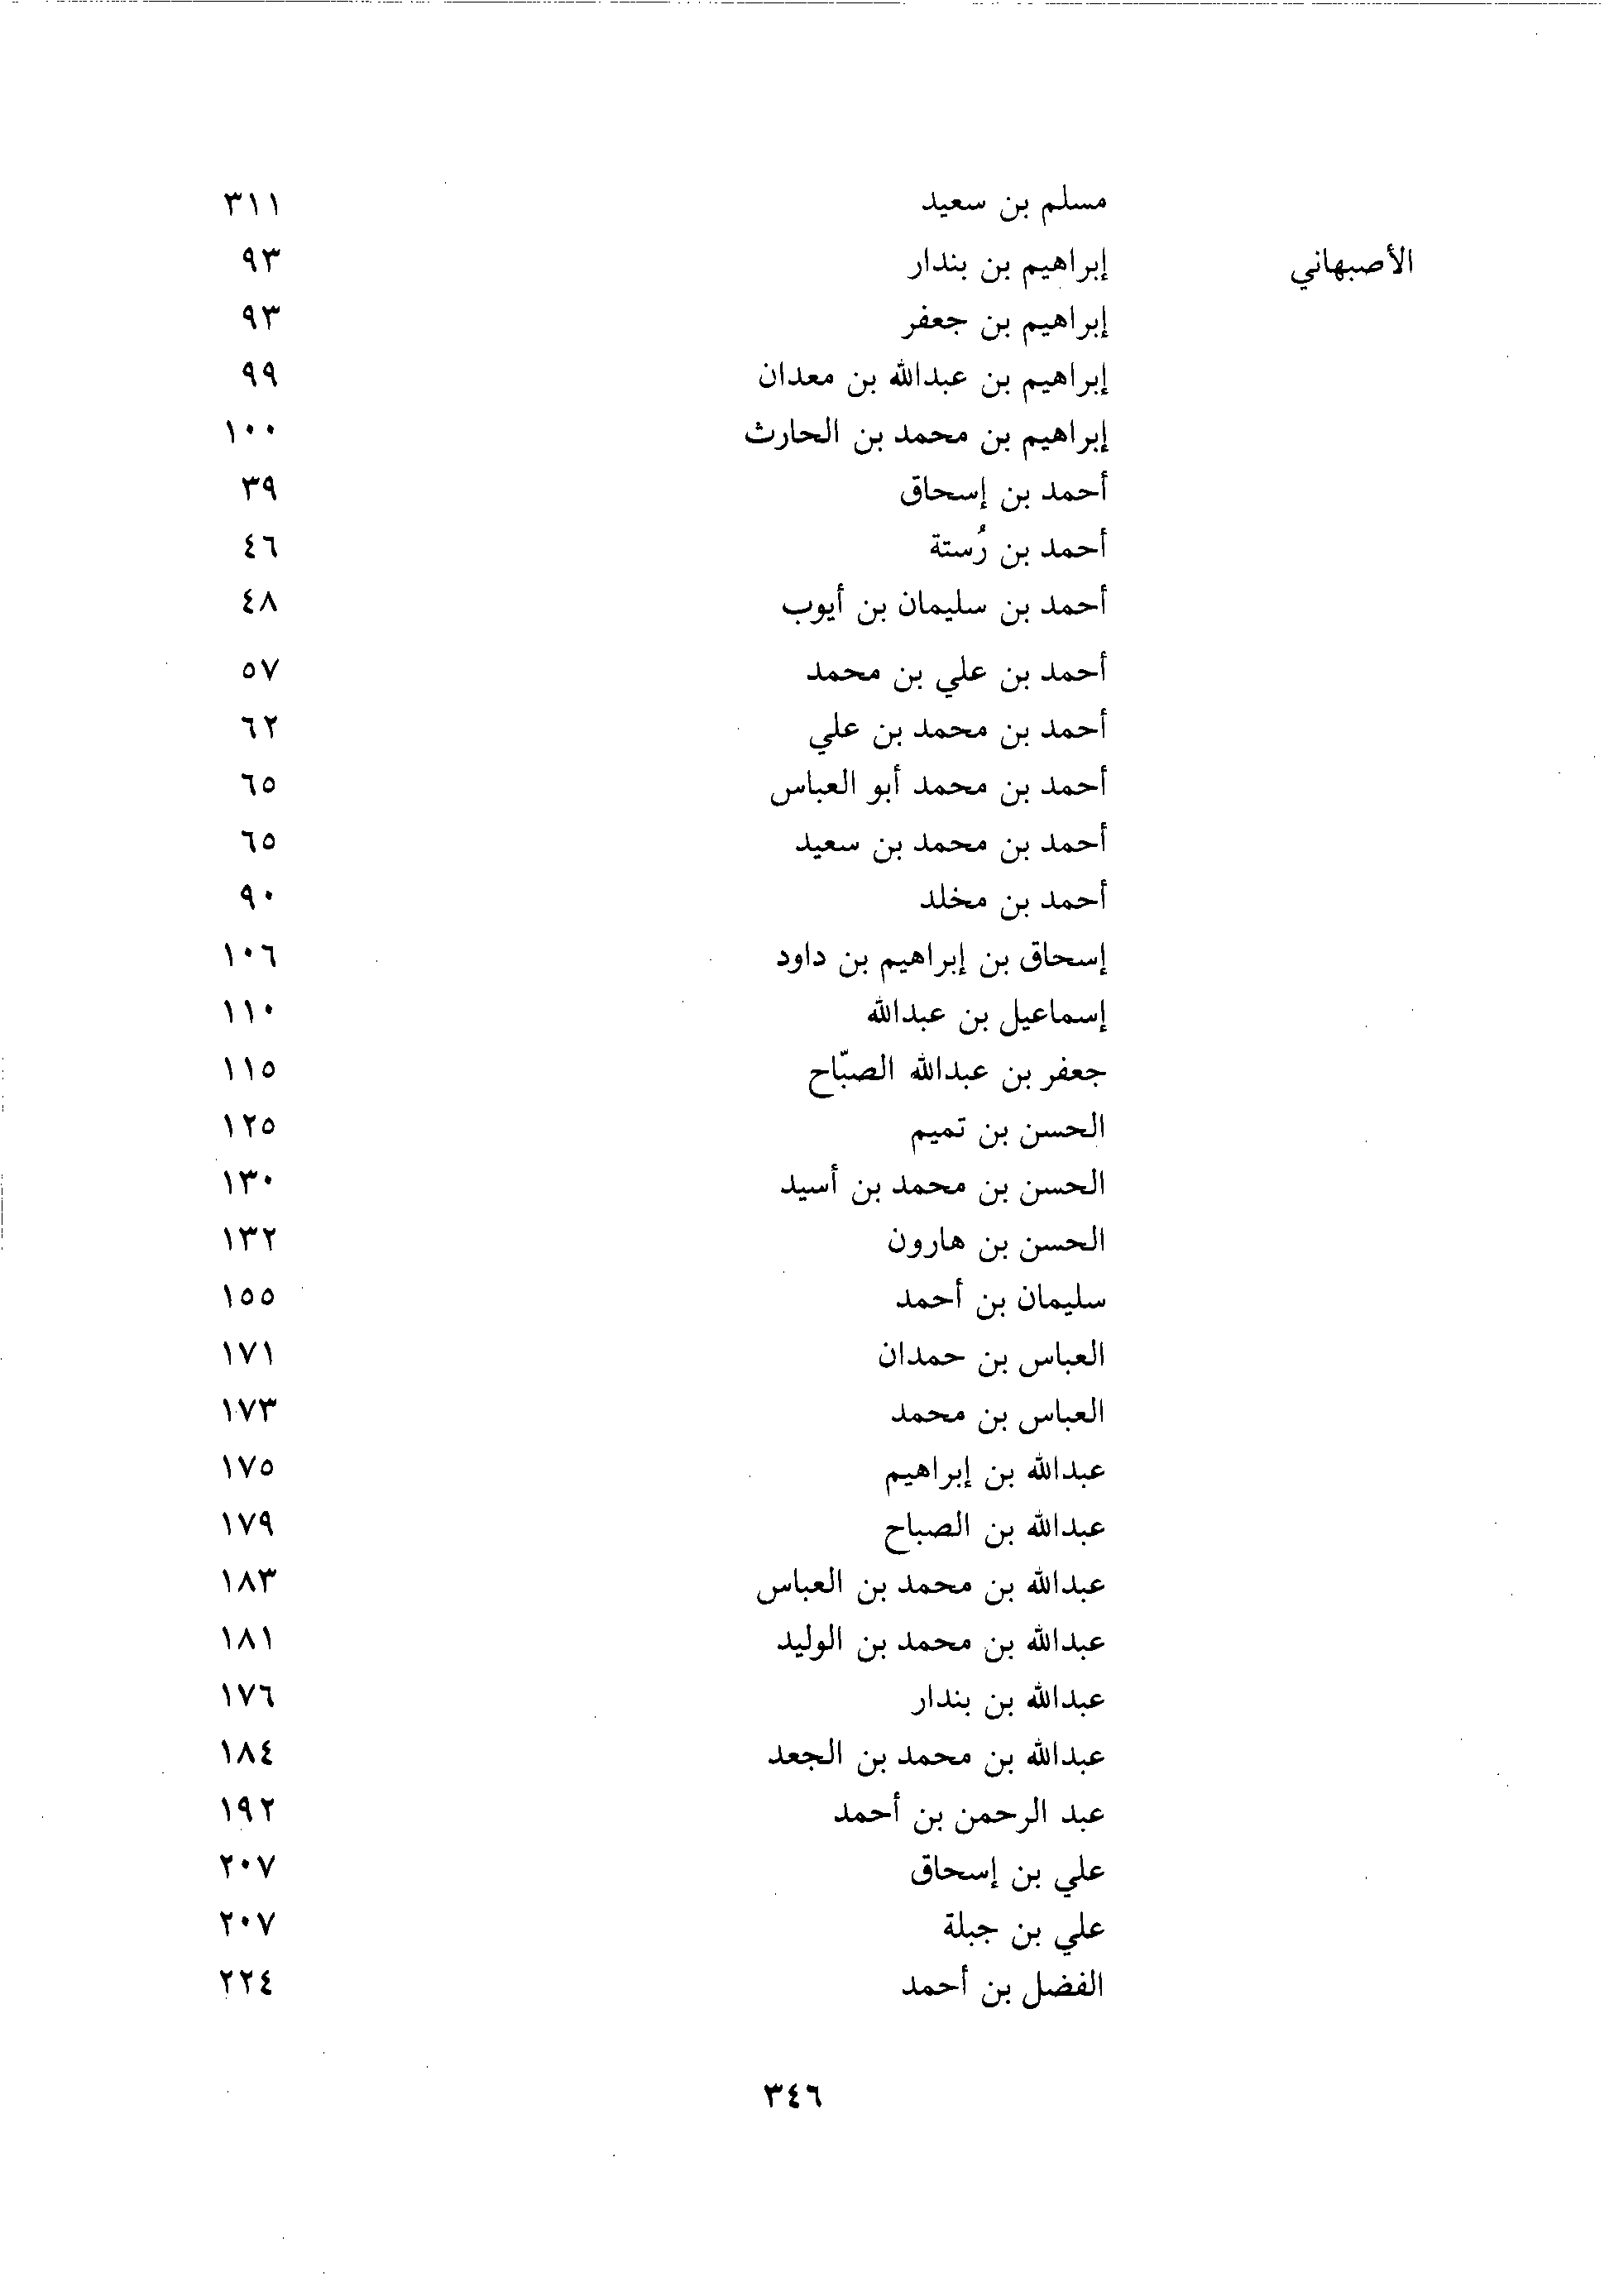 مسلم بن سعيد ٣١١
الأصبهاني إبراهيم بن بندار ٩٣
إبراهيم بن جعفر ٩٣
إبراهيم بن عبدالله بن معدان ٩٩
إبراهيم بن محمد بن الحارث ١٠٠
أحمد بن إسحاق ٣٩
أحمد بن رُستة ٤٦
أحمد بن سليمان بن أيوب ٤٨
أحمد بن علي بن محمد ٥٧
أحمد بن محمد بن علي ٦٢
أحمد بن محمد أبو العباس ٦٥
أحمد بن محمد بن سعيد ٦٥
أحمد بن مخلد ٩٠
إسحاق بن إبراهيم بن داود ١٠٦
إسماعيل بن عبدالله ١١٠
جعفر بن عبدالله الصبّاح ١١٥
الحسن بن تميم ١٢٥
الحسن بن محمد بن أسيد ١٣٠
الحسن بن هارون ١٣٢
سليمان بن أحمد ١٥٥
العباس بن حمدان ١٧١
العباس بن محمد ١٧٣
عبدالله بن إبراهيم ١٧٥
عبدالله بن الصباح ١٧٩
عبدالله بن محمد بن العباس ١٨٣
عبدالله بن محمد بن الوليد ١٨١
عبدالله بن بندار ١٧٦
عبدالله بن محمد بن الجعد ١٨٤
عبد الرحمن بن أحمد ١٩٢
علي بن إسحاق ٢٠٧
علي بن جبلة ٢٠٧
الفضل بن أحمد ٢٢٤
٣٤٦